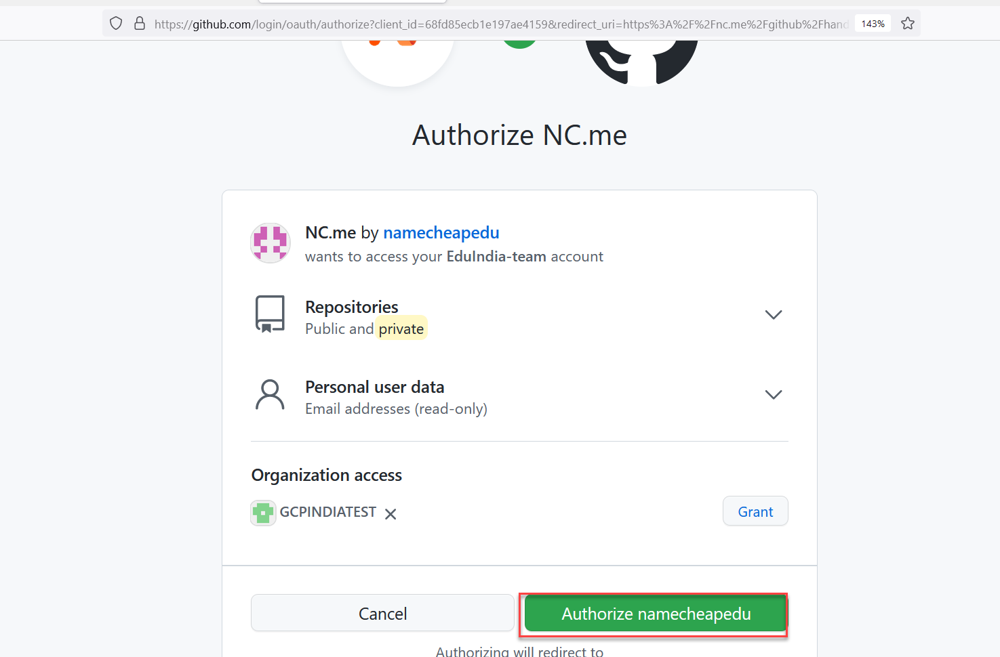 https://github.com/login/oauth/authorize?client_id=68fd85ecb1e197ae4159&redirect_uri=https%3A%2F%2Fnc.me%2Fgithub%2Fhand
143%
Authorize NC.me
NC.me by namecheapedu
wants to access your EduIndia-team account
Repositories
Public and private
Personal user data
Email addresses (read-only)
Organization access
GCPINDIATEST
Grant
Cancel
Authorize namecheapedu
Authorizing will redirect to